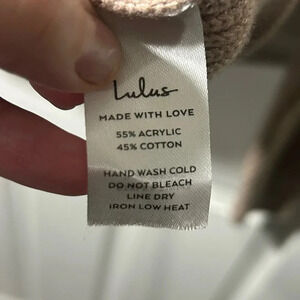 Lulus
MADE WITH LOVE
55% ACRYLIC
45% COTTON
HAND WASH COLD
DO NOT BLEACH
LINE DRY
IRON LOW HEAT